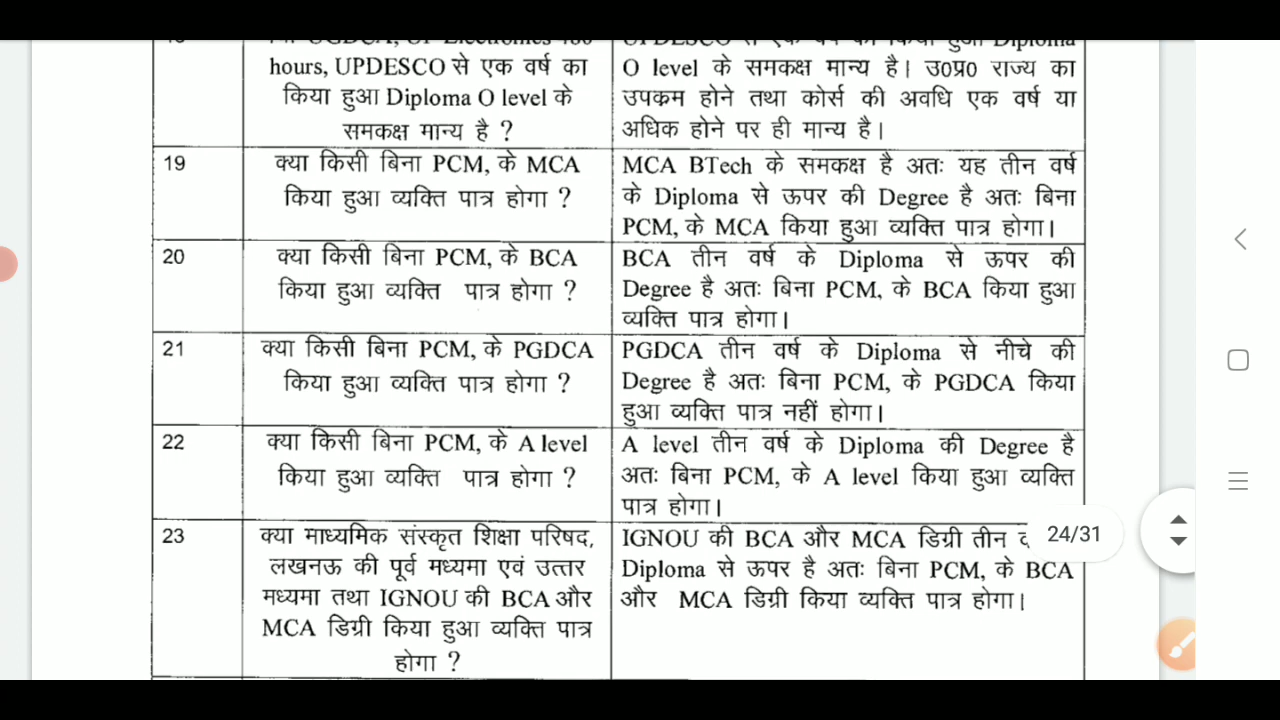 hours, UPDESCO से एक वर्ष का
किया हुआ Diploma O level के
समकक्ष मान्य है ?
O level के समकक्ष मान्य है। उ0प्र0 राज्य का
उपक्रम होने तथा कोर्स की अवधि एक वर्ष या
अधिक होने पर ही मान्य है।
19
क्या किसी बिना PCM, के MCA
किया हुआ व्यक्ति पात्र होगा ?
MCA BTech के समकक्ष है अतः यह तीन वर्ष
के Diploma से ऊपर की Degree है अतः बिना
PCM, के MCA किया हुआ व्यक्ति पात्र होगा।
20
क्या किसी बिना PCM, के BCA
किया हुआ व्यक्ति पात्र होगा ?
BCA तीन वर्ष के Diploma से ऊपर की
Degree है अतः बिना PCM, के BCA किया हुआ
व्यक्ति पात्र होगा।
21
क्या किसी बिना PCM, के PGDCA
किया हुआ व्यक्ति पात्र होगा ?
PGDCA तीन वर्ष के Diploma से नीचे की
Degree है अतः बिना PCM, के PGDCA किया
हुआ व्यक्ति पात्र नहीं होगा।
22
क्या किसी बिना PCM, के A level
किया हुआ व्यक्ति पात्र होगा ?
A level तीन वर्ष के Diploma की Degree है
अतः बिना PCM, के A level किया हुआ व्यक्ति
पात्र होगा।
23
क्या माध्यमिक संस्कृत शिक्षा परिषद,
लखनऊ की पूर्व मध्यमा एवं उत्तर
मध्यमा तथा IGNOU की BCA और
MCA डिग्री किया हुआ व्यक्ति पात्र
होगा ?
IGNOU की BCA और MCA डिग्री तीन
Diploma से ऊपर है अतः बिना PCM, के BCA
और MCA डिग्री किया व्यक्ति पात्र होगा।
24/31